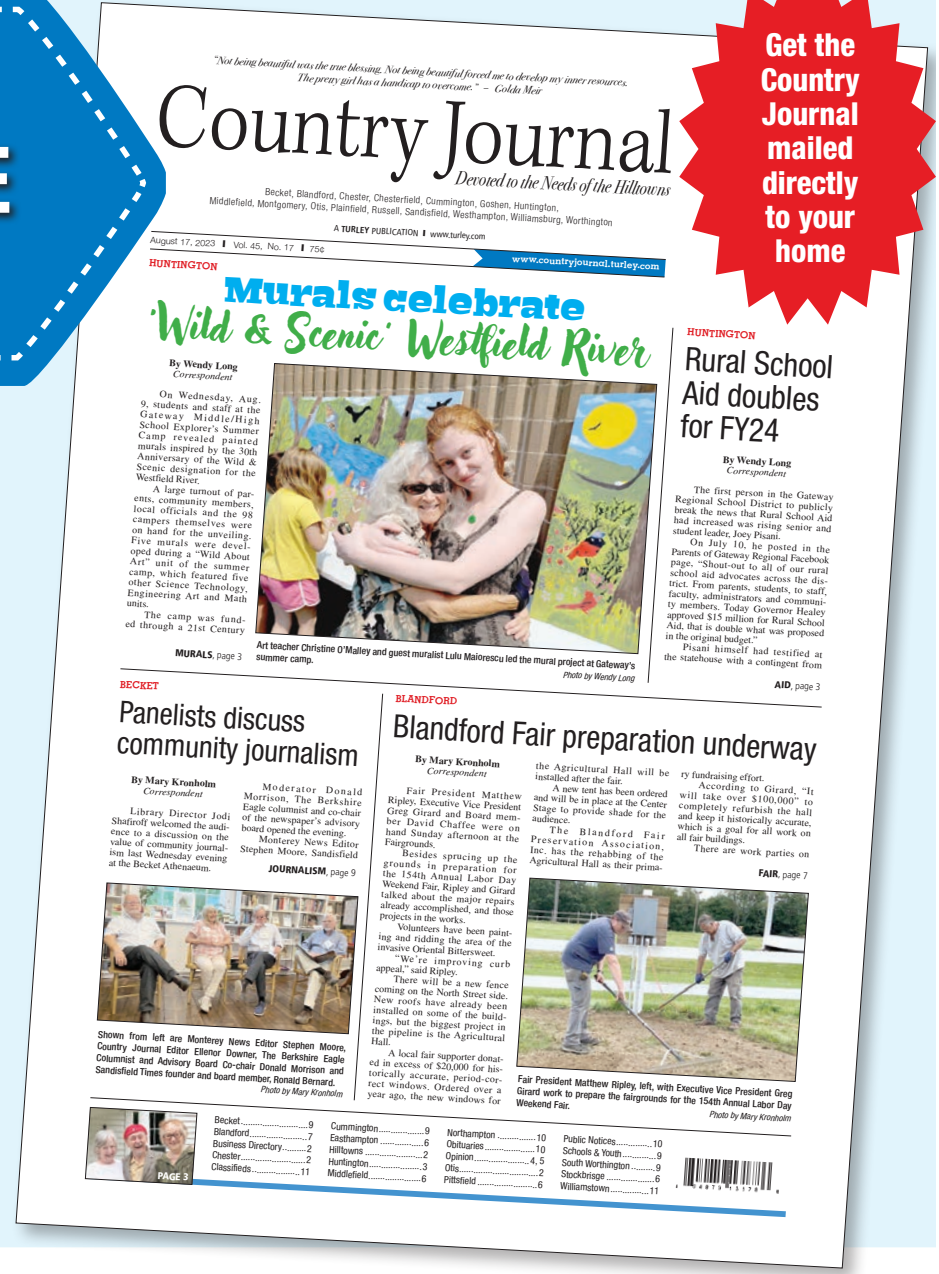 E
Get the
Country
Journal
mailed
directly
to your
home
"Not being beautiful was the true blessing. Not being beautiful forced me to develop my inner resources.
The pretty girl has a handicap to overcome." – Golda Meir
Country Journal
Devoted to the Needs of the Hilltowns
Becket, Blandford, Chester, Chesterfield, Cummington, Goshen, Huntington,
Middlefield, Montgomery, Otis, Plainfield, Russell, Sandisfield, Westhampton, Williamsburg, Worthington
A TURLEY PUBLICATION I www.turley.com
August 17, 2023 I Vol. 45, No. 17 I 75¢
www.countryjournal.turley.com
HUNTINGTON
Murals celebrate
'Wild & Scenic' Westfield River
By Wendy Long
Correspondent
On Wednesday, Aug.
9, students and staff at the
Gateway Middle/High
School Explorer's Summer
Camp revealed painted
murals inspired by the 30th
Anniversary of the Wild &
Scenic designation for the
Westfield River.
A large turnout of par-
ents, community members,
local officials and the 98
campers themselves were
on hand for the unveiling.
Five murals were devel-
oped during a "Wild About
Art" unit of the summer
camp, which featured five
other Science Technology,
Engineering Art and Math
units.
The camp was fund-
ed through a 21st Century
MURALS, page 3
Art teacher Christine O'Malley and guest muralist Lulu Maiorescu led the mural project at Gateway's
summer camp.
Photo by Wendy Long
HUNTINGTON
Rural School
Aid doubles
for FY24
By Wendy Long
Correspondent
The first person in the Gateway
Regional School District to publicly
break the news that Rural School Aid
had increased was rising senior and
student leader, Joey Pisani.
On July 10, he posted in the
Parents of Gateway Regional Facebook
page, "Shout-out to all of our rural
school aid advocates across the dis-
trict. From parents, students, to staff,
faculty, administrators and communi-
ty members. Today Governor Healey
approved $15 million for Rural School
Aid, that is double what was proposed
in the original budget."
Pisani himself had testified at
the statehouse with a contingent from
AID, page 3
BECKET
Panelists discuss
community journalism
By Mary Kronholm
Correspondent
Library Director Jodi
Shafiroff welcomed the audi-
ence to a discussion on the
value of community journal-
ism last Wednesday evening
at the Becket Athenaeum.
Moderator Donald
Morrison, The Berkshire
Eagle columnist and co-chair
of the newspaper's advisory
board opened the evening.
Monterey News Editor
Stephen Moore, Sandisfield
JOURNALISM, page 9
Shown from left are Monterey News Editor Stephen Moore,
Country Journal Editor Ellenor Downer, The Berkshire Eagle
Columnist and Advisory Board Co-chair Donald Morrison and
Sandisfield Times founder and board member, Ronald Bernard.
Photo by Mary Kronholm
BLANDFORD
Blandford Fair preparation underway
By Mary Kronholm
Correspondent
Fair President Matthew
Ripley, Executive Vice President
Greg Girard and Board mem-
ber David Chaffee were on
hand Sunday afternoon at the
Fairgrounds.
Besides sprucing up the
grounds in preparation for
the 154th Annual Labor Day
Weekend Fair, Ripley and Girard
talked about the major repairs
already accomplished, and those
projects in the works.
Volunteers have been paint-
ing and ridding the area of the
invasive Oriental Bittersweet.
"We're improving curb
appeal," said Ripley.
There will be a new fence
coming on the North Street side.
New roofs have already been
installed on some of the build-
ings, but the biggest project in
the pipeline is the Agricultural
Hall.
A local fair supporter donat-
ed in excess of $20,000 for his-
torically accurate, period-cor-
rect windows. Ordered over a
year ago, the new windows for
the Agricultural Hall will be
installed after the fair.
A new tent has been ordered
and will be in place at the Center
Stage to provide shade for the
audience.
The Blandford Fair
Preservation Association,
Inc. has the rehabbing of the
Agricultural Hall as their prima-
ry fundraising effort.
According to Girard, "It
will take over $100,000" to
completely refurbish the hall
and keep it historically accurate,
which is a goal for all work on
all fair buildings.
There are work parties on
FAIR, page 7
Fair President Matthew Ripley, left, with Executive Vice President Greg
Girard work to prepare the fairgrounds for the 154th Annual Labor Day
Weekend Fair.
Photo by Mary Kronholm
PAGE 3
Becket..............................9
Blandford..........................7
Business Directory............2
Chester............................2
Classifieds......................11
Cummington....................9
Easthampton....................6
Hilltowns..........................2
Huntington........................3
Middlefield........................6
Northampton..................10
Obituaries......................10
Opinion........................4, 5
Otis..................................2
Pittsfield..........................6
Public Notices................10
Schools & Youth..............9
South Worthington............9
Stockbrisge......................6
Williamstown..................11